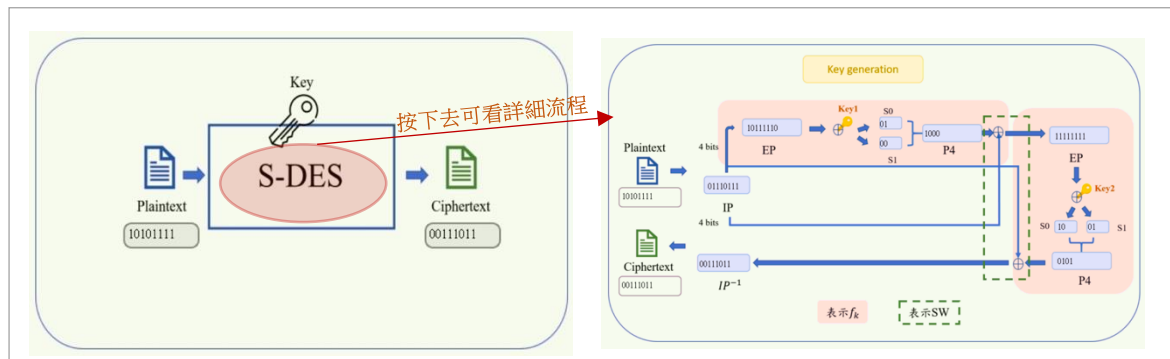 Key
按下去可看詳細流程
S-DES
Plaintext
10101111
Ciphertext
00111011
Key generation
Key1
S0
10111110
01
1000
11111111
00
EP
S1
P4
EP
Plaintext
4 bits
10101111
01110111
IP
Key2
4 bits
S0
10
01
S1
Ciphertext
00111011
00111011
0101
IP⁻¹
P4
表示fₖ
表示SW